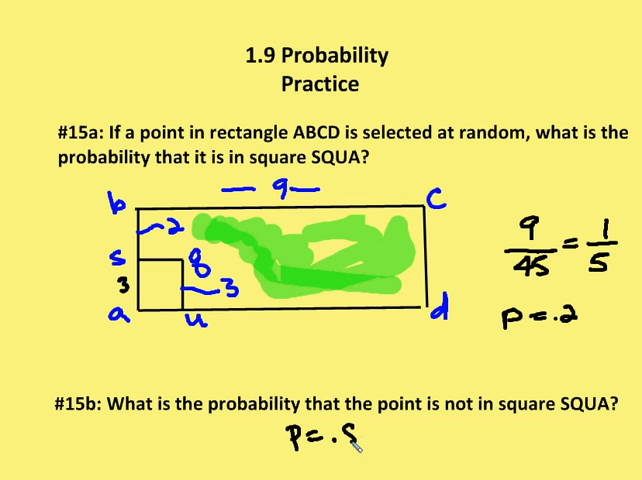 1.9 Probability
Practice
#15a: If a point in rectangle ABCD is selected at random, what is the
probability that it is in square SQUA?
— 9 —
b
c
2
s
q
3
3
a
u
d
9/45 = 1/5
P = .2
#15b: What is the probability that the point is not in square SQUA?
P = .